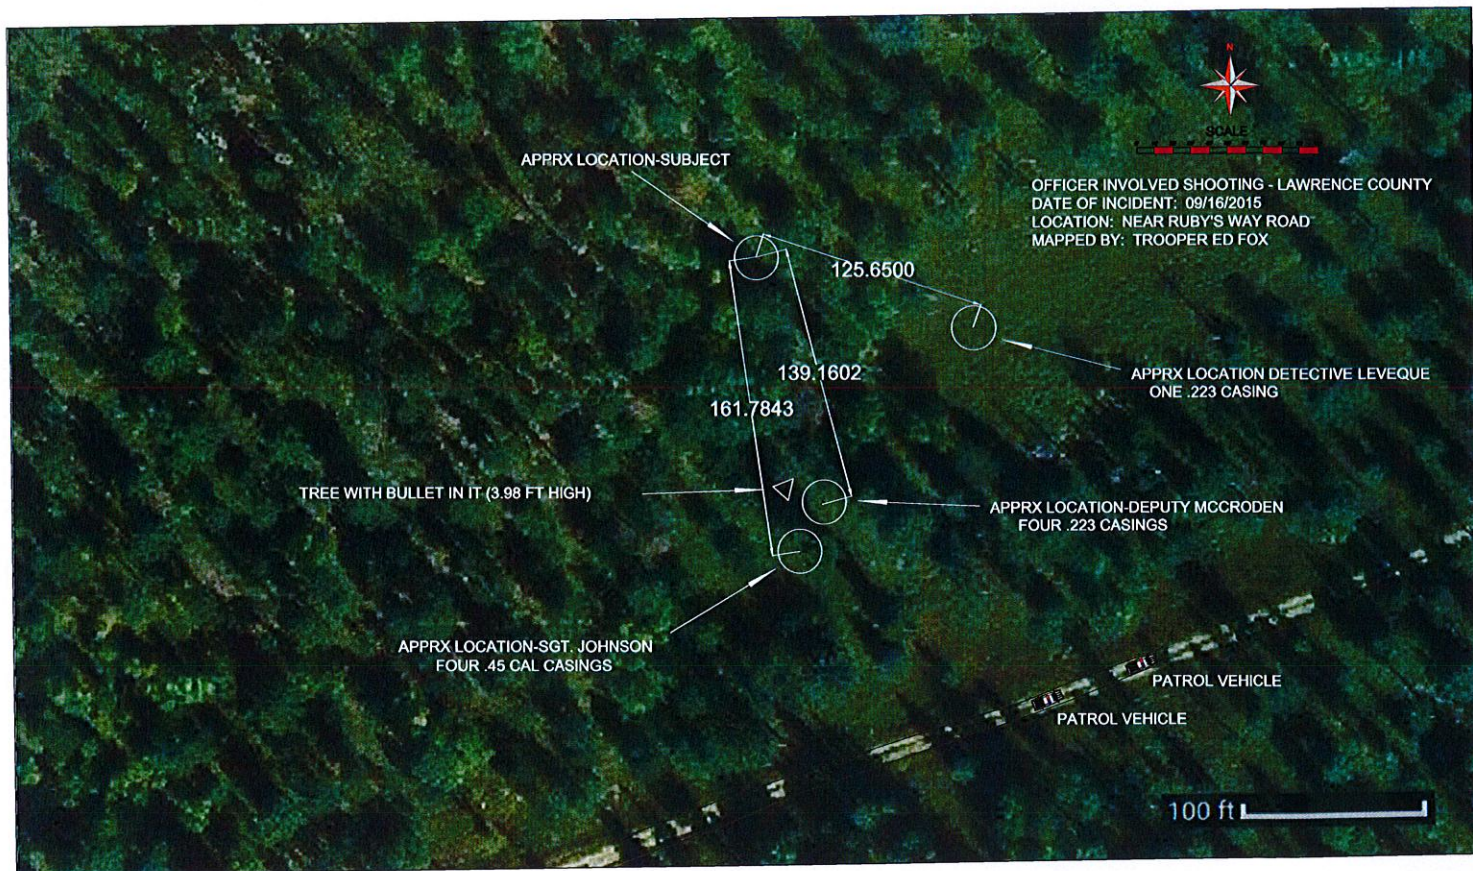 N
SCALE
APPRX LOCATION-SUBJECT
OFFICER INVOLVED SHOOTING - LAWRENCE COUNTY
DATE OF INCIDENT: 09/16/2015
LOCATION: NEAR RUBY'S WAY ROAD
MAPPED BY: TROOPER ED FOX
125.6500
139.1602
161.7843
APPRX LOCATION DETECTIVE LEVEQUE
ONE .223 CASING
TREE WITH BULLET IN IT (3.98 FT HIGH)
APPRX LOCATION-DEPUTY MCCRODEN
FOUR .223 CASINGS
APPRX LOCATION-SGT. JOHNSON
FOUR .45 CAL CASINGS
PATROL VEHICLE
PATROL VEHICLE
100 ft